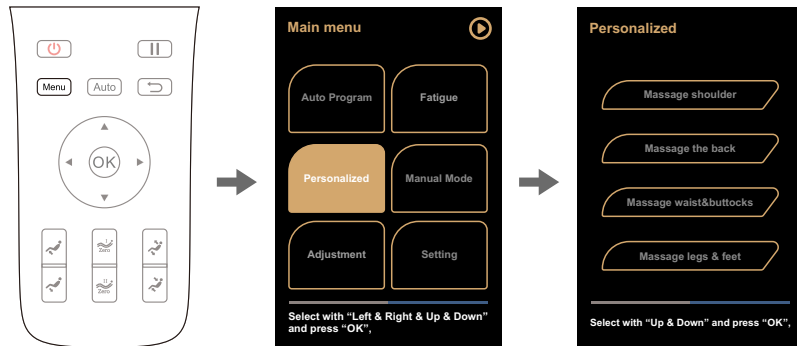 Menu
Auto
OK
I
Zero
II
Zero
Main menu
Auto Program
Fatigue
Personalized
Manual Mode
Adjustment
Setting
Select with “Left & Right & Up & Down”
and press “OK”,
Personalized
Massage shoulder
Massage the back
Massage waist&buttocks
Massage legs & feet
Select with “Up & Down” and press “OK”,